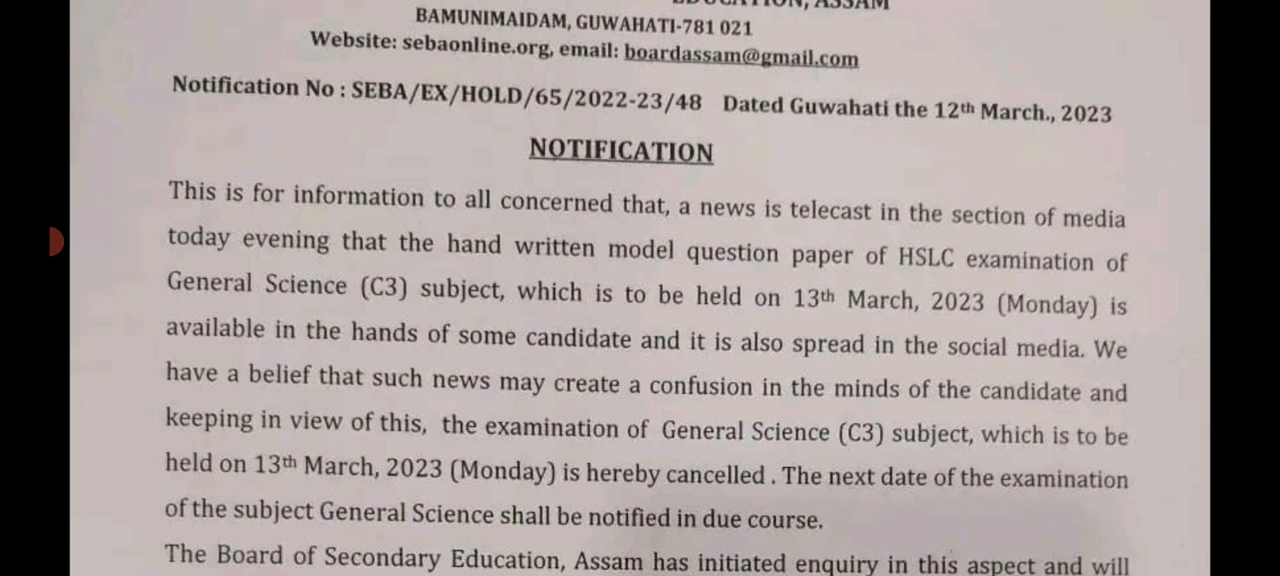 EDUCATION, ASSAM
BAMUNIMAIDAM, GUWAHATI-781 021
Website: sebaonline.org, email: boardassam@gmail.com
Notification No : SEBA/EX/HOLD/65/2022-23/48 Dated Guwahati the 12th March., 2023
NOTIFICATION
This is for information to all concerned that, a news is telecast in the section of media
today evening that the hand written model question paper of HSLC examination of
General Science (C3) subject, which is to be held on 13th March, 2023 (Monday) is
available in the hands of some candidate and it is also spread in the social media. We
have a belief that such news may create a confusion in the minds of the candidate and
keeping in view of this, the examination of General Science (C3) subject, which is to be
held on 13th March, 2023 (Monday) is hereby cancelled . The next date of the examination
of the subject General Science shall be notified in due course.
The Board of Secondary Education, Assam has initiated enquiry in this aspect and will